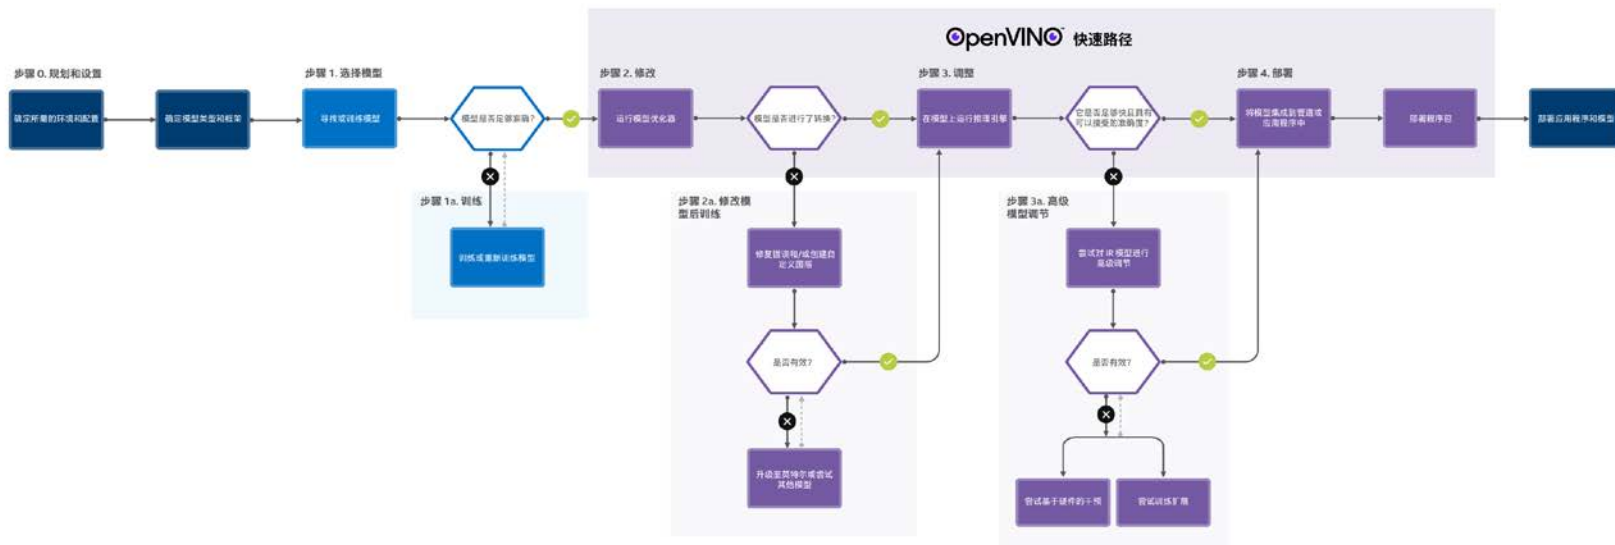 OpenVINO 快速路径
步骤 0. 规划和设置
步骤 1. 选择模型
步骤 2. 修改
步骤 3. 调整
步骤 4. 部署
确定所需的环境和配置
确定模型类型和框架
寻找或训练模型
模型是否足够准确?
运行模型优化器
模型是否进行了转换?
在模型上运行推理引擎
它是否足够快且具有
可以接受的准确度?
将模型集成到管道或
应用程序中
部署程序包
部署应用程序和模型
步骤 1a. 训练
训练或重新训练模型
步骤 2a. 修改模
型后训练
修复错误和/或创建自
定义图层
是否有效?
升级至英特尔或尝试
其他模型
步骤 3a. 高级
模型调节
尝试对 IR 模型进行
高级调节
是否有效?
尝试基于硬件的干预
尝试训练扩展